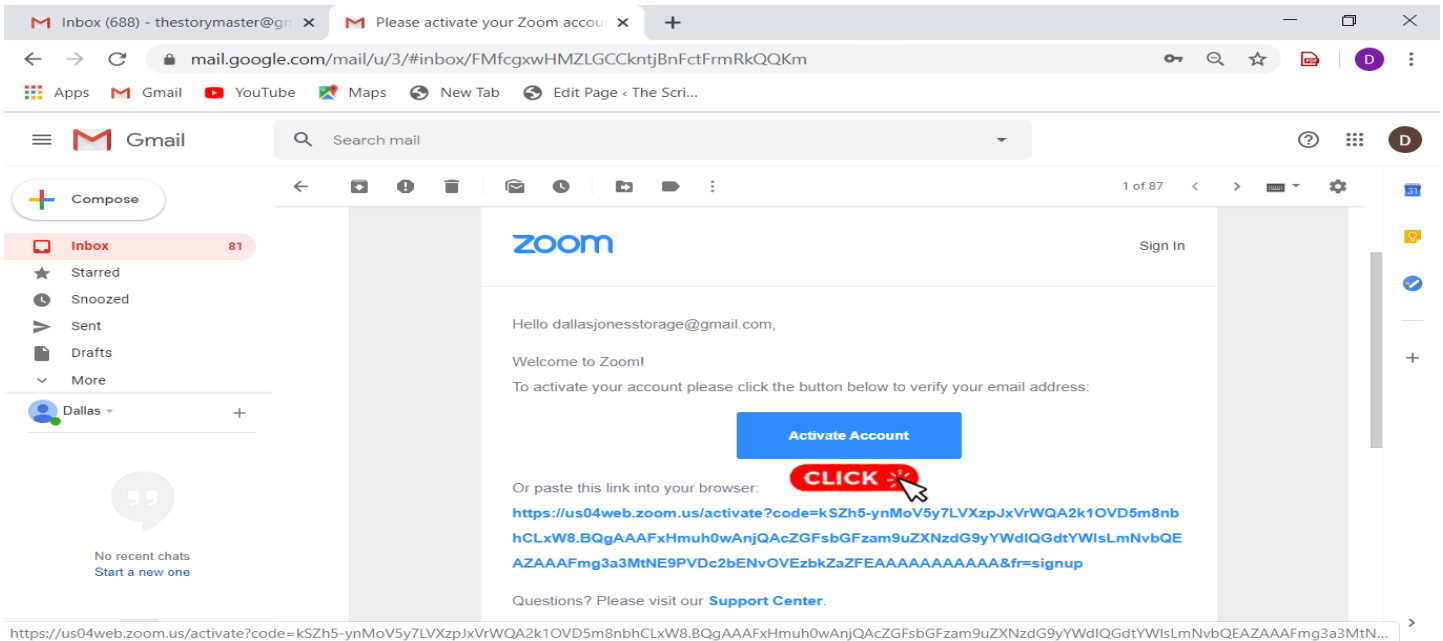 Inbox (688) - thestorymaster@gm
Please activate your Zoom accou
mail.google.com/mail/u/3/#inbox/FMfcgxwHMZLGCCkntjBnFctFrmRkQQKm
PDF
D
Apps Gmail YouTube Maps New Tab Edit Page ‹ The Scri...
Gmail
Search mail
D
Compose
1 of 87
31
Inbox 81
Starred
Snoozed
Sent
Drafts
More
Dallas
No recent chats
Start a new one
zoom
Sign In
Hello dallasjonesstorage@gmail.com,
Welcome to Zoom!
To activate your account please click the button below to verify your email address:
Activate Account
CLICK
Or paste this link into your browser:
https://us04web.zoom.us/activate?code=kSZh5-ynMoV5y7LVXzpJxVrWQA2k1OVD5m8nb
hCLxW8.BQgAAAFxHmuh0wAnjQAcZGFsbGFzam9uZXNzdG9yYWdlQGdtYWlsLmNvbQE
AZAAAFmg3a3MtNE9PVDc2bENvOVEzbkZaZFEAAAAAAAAAAA&fr=signup
Questions? Please visit our Support Center.
https://us04web.zoom.us/activate?code=kSZh5-ynMoV5y7LVXzpJxVrWQA2k1OVD5m8nbhCLxW8.BQgAAAFxHmuh0wAnjQAcZGFsbGFzam9uZXNzdG9yYWdlQGdtYWlsLmNvbQEAZAAAFmg3a3MtN...